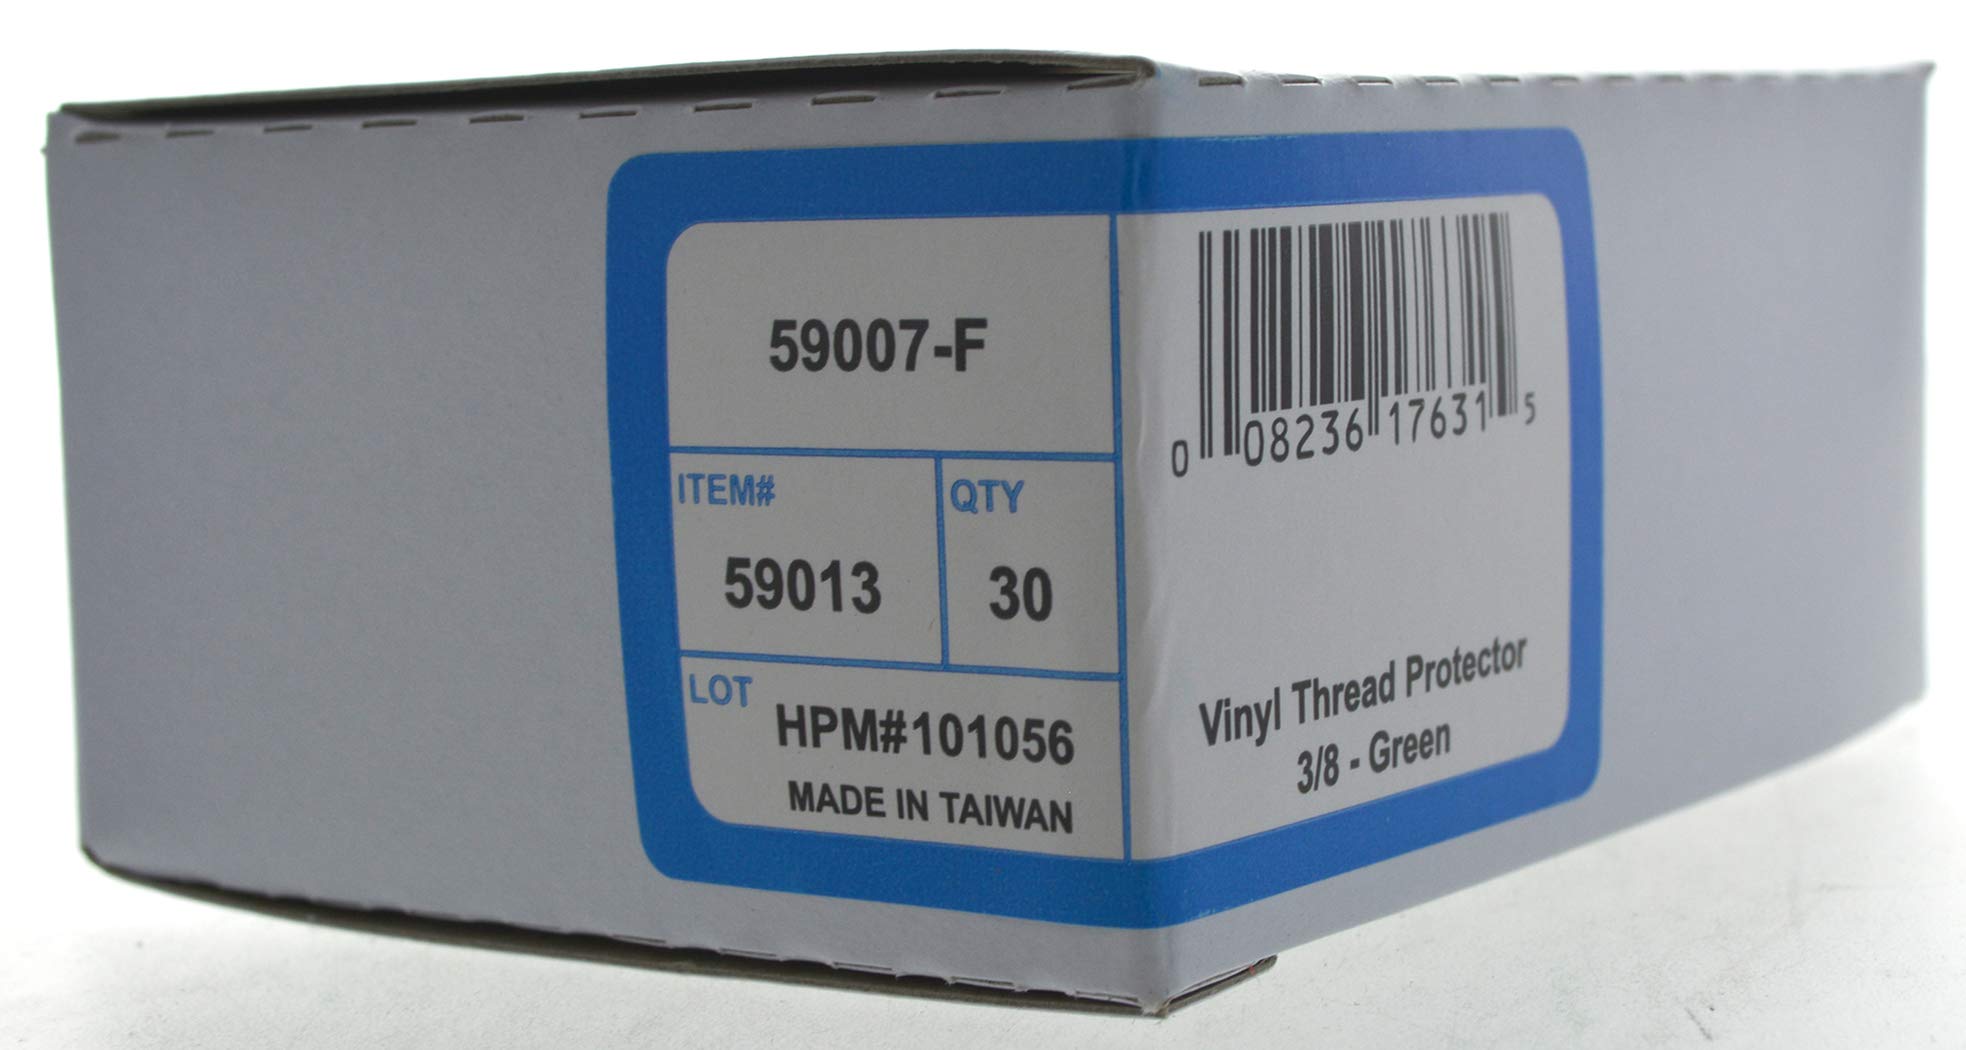 59007-F
ITEM# QTY
59013 30
LOT
HPM#101056
MADE IN TAIWAN
0 08236 17631 5
Vinyl Thread Protector
3/8 - Green